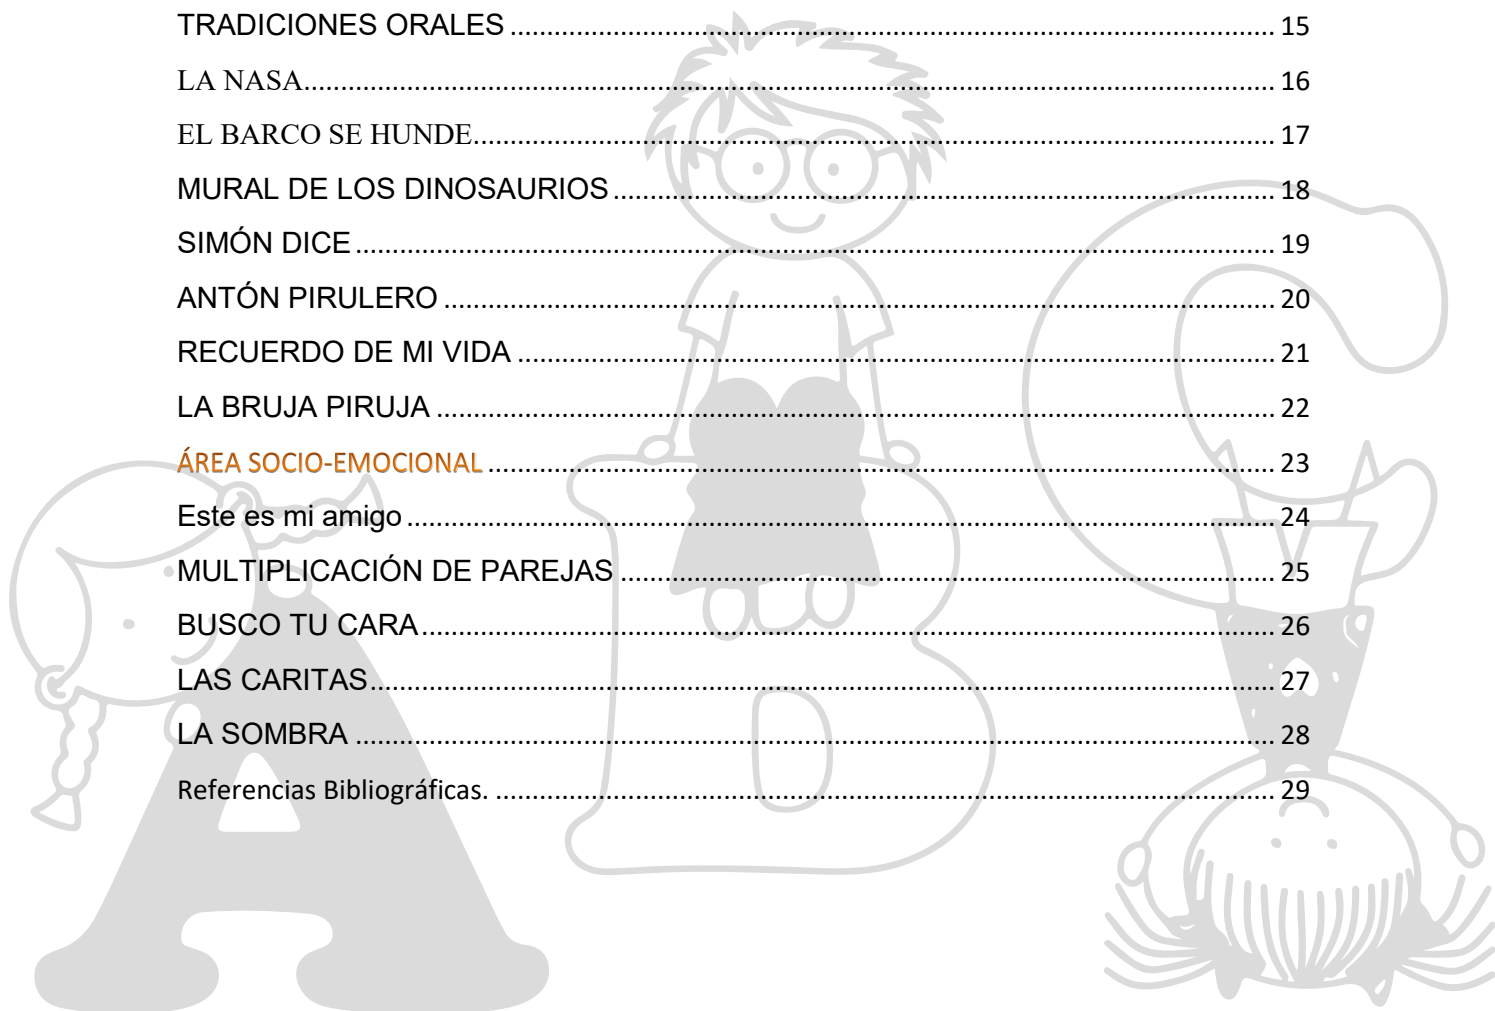 TRADICIONES ORALES ........................................................................................................ 15
LA NASA.................................................................................................................................... 16
EL BARCO SE HUNDE............................................................................................................. 17
MURAL DE LOS DINOSAURIOS ........................................................................................... 18
SIMÓN DICE ............................................................................................................................. 19
ANTÓN PIRULERO ................................................................................................................. 20
RECUERDO DE MI VIDA ....................................................................................................... 21
LA BRUJA PIRUJA .................................................................................................................. 22
ÁREA SOCIO-EMOCIONAL ................................................................................................... 23
Este es mi amigo ...................................................................................................................... 24
MULTIPLICACIÓN DE PAREJAS .......................................................................................... 25
BUSCO TU CARA .................................................................................................................... 26
LAS CARITAS........................................................................................................................... 27
LA SOMBRA ............................................................................................................................. 28
Referencias Bibliográficas. ....................................................................................................... 29